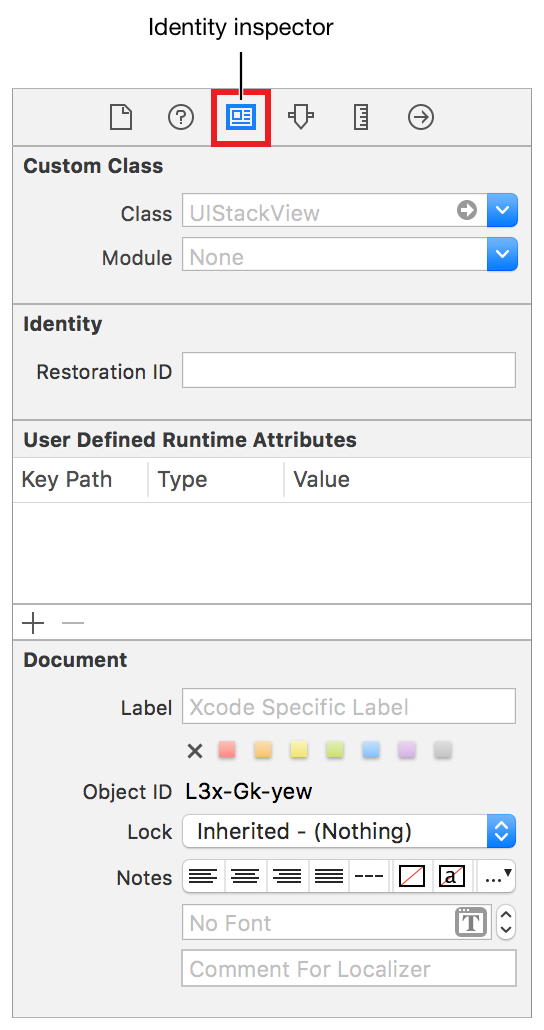 Identity inspector
?
Custom Class
Class UIStackView
Module None
Identity
Restoration ID
User Defined Runtime Attributes
Key Path Type Value
Document
Label Xcode Specific Label
Object ID L3x-Gk-yew
Lock Inherited - (Nothing)
Notes --- a ...
No Font T
Comment For Localizer